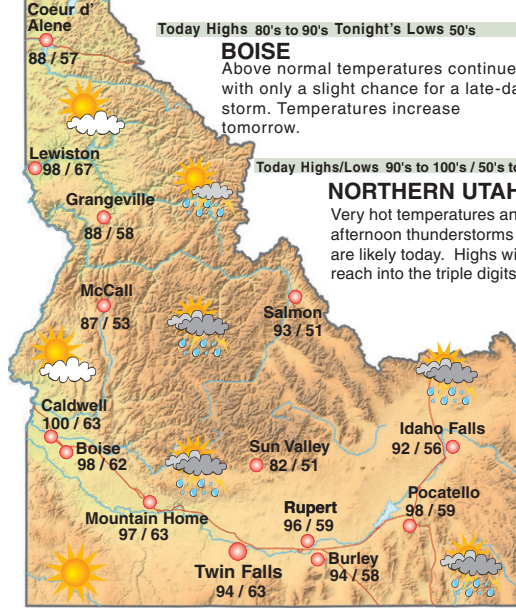 Coeur d'
Alene
88 / 57
Today Highs 80's to 90's Tonight's Lows 50's
BOISE
Above normal temperatures continue
with only a slight chance for a late-da
storm. Temperatures increase
tomorrow.
Lewiston
98 / 67
Today Highs/Lows 90's to 100's / 50's to
NORTHERN UTAH
Very hot temperatures an
afternoon thunderstorms
are likely today. Highs wi
reach into the triple digits
Grangeville
88 / 58
McCall
87 / 53
Salmon
93 / 51
Caldwell
100 / 63
Boise
98 / 62
Sun Valley
82 / 51
Idaho Falls
92 / 56
Mountain Home
97 / 63
Rupert
96 / 59
Pocatello
98 / 59
Twin Falls
94 / 63
Burley
94 / 58